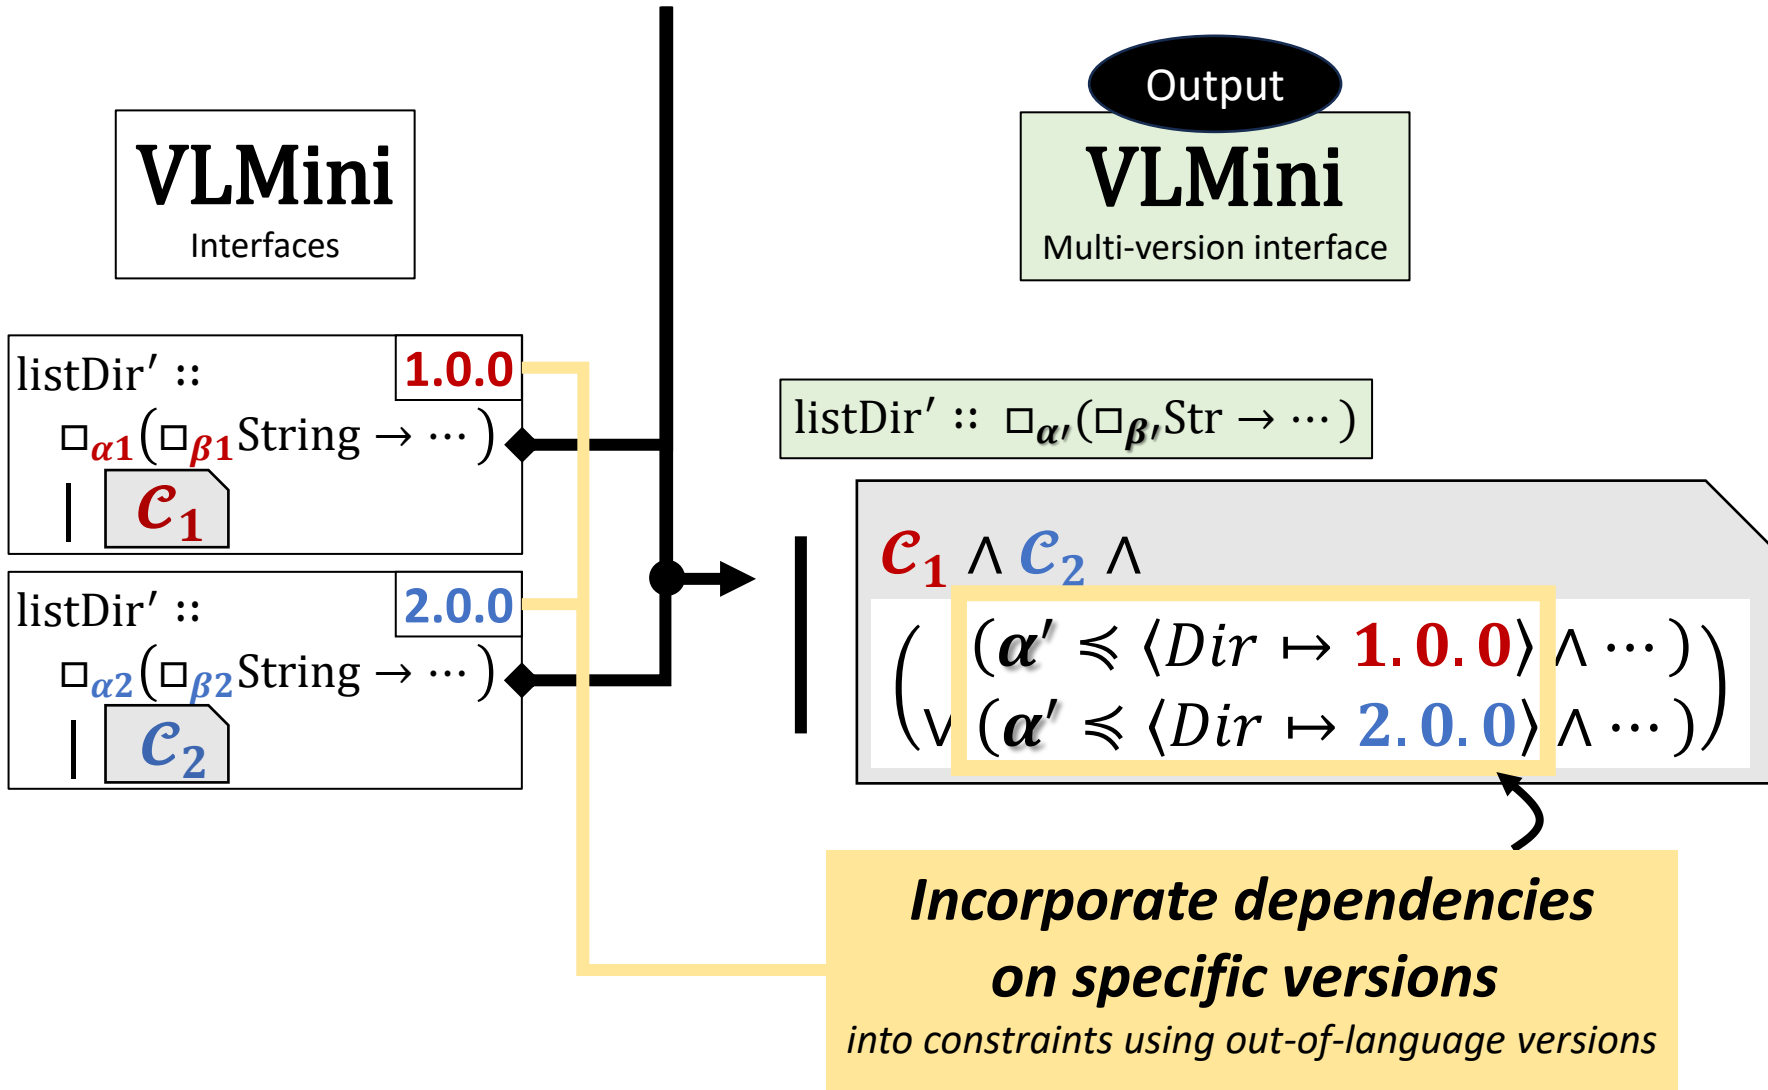 VLMini
Interfaces
listDir′ ∷ 1.0.0
□α1(□β1String → ⋯)
| 𝒞1
listDir′ ∷ 2.0.0
□α2(□β2String → ⋯)
| 𝒞2
Output
VLMini
Multi-version interface
listDir′ ∷ □α′(□β′Str → ⋯)
𝒞1 ∧ 𝒞2 ∧
( (α′ ≼ ⟨Dir ↦ 1.0.0⟩ ∧ ⋯)
∨ (α′ ≼ ⟨Dir ↦ 2.0.0⟩ ∧ ⋯) )
Incorporate dependencies
on specific versions
into constraints using out-of-language versions